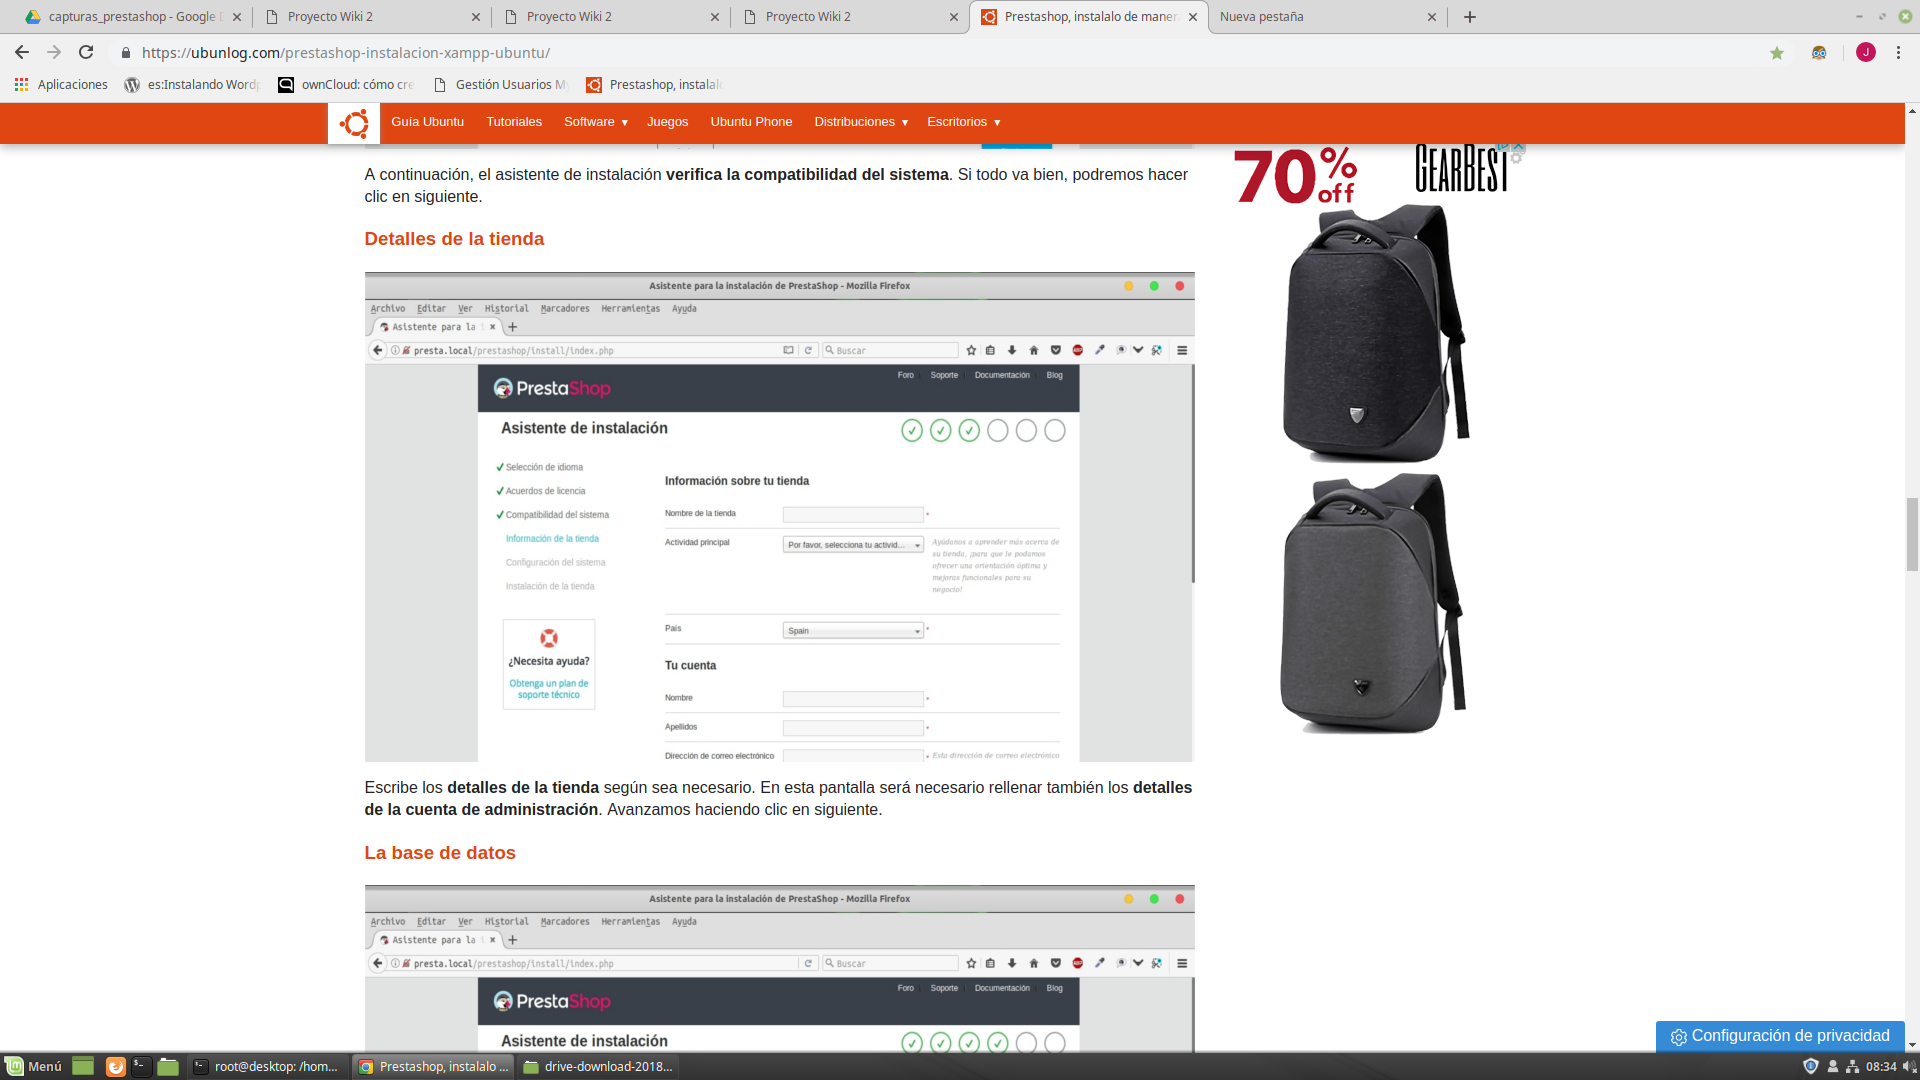 capturas_prestashop - Google
Proyecto Wiki 2
Proyecto Wiki 2
Proyecto Wiki 2
Prestashop, instalalo de maner
Nueva pestaña
https://ubunlog.com/prestashop-instalacion-xampp-ubuntu/
J
Aplicaciones
es:Instalando Wordp
ownCloud: cómo cre
Gestión Usuarios My
Prestashop, instalalo
Guía Ubuntu
Tutoriales
Software
Juegos
Ubuntu Phone
Distribuciones
Escritorios
A continuación, el asistente de instalación verifica la compatibilidad del sistema. Si todo va bien, podremos hacer
clic en siguiente.
70% off
GEARBEST
Detalles de la tienda
Asistente para la instalación de PrestaShop - Mozilla Firefox
Archivo Editar Ver Historial Marcadores Herramientas Ayuda
Asistente para la i
presta.local/prestashop/install/index.php
Buscar
PrestaShop
Foro
Soporte
Documentación
Blog
Asistente de instalación
Selección de idioma
Acuerdos de licencia
Compatibilidad del sistema
Información de la tienda
Configuración del sistema
Instalación de la tienda
¿Necesita ayuda?
Obtenga un plan de
soporte técnico
Información sobre tu tienda
Nombre de la tienda *
Actividad principal
Por favor, selecciona tu activid...
Ayúdanos a aprender más acerca de
su tienda, ¡para que le podamos
ofrecer una orientación óptima y
mejoras funcionales para su
negocio!
País
Spain *
Tu cuenta
Nombre *
Apellidos *
Dirección de correo electrónico * Esta dirección de correo electrónico
Escribe los detalles de la tienda según sea necesario. En esta pantalla será necesario rellenar también los detalles
de la cuenta de administración. Avanzamos haciendo clic en siguiente.
La base de datos
Asistente para la instalación de PrestaShop - Mozilla Firefox
Archivo Editar Ver Historial Marcadores Herramientas Ayuda
Asistente para la i
presta.local/prestashop/install/index.php
Buscar
PrestaShop
Foro
Soporte
Documentación
Blog
Asistente de instalación
Configuración de privacidad
Menú
root@desktop: /hom...
Prestashop, instalalo ...
drive-download-2018...
08:34